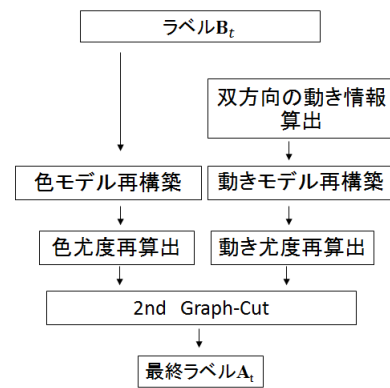 ラベルBt
双方向の動き情報
算出
色モデル再構築
動きモデル再構築
色尤度再算出
動き尤度再算出
2nd Graph-Cut
最終ラベルAt